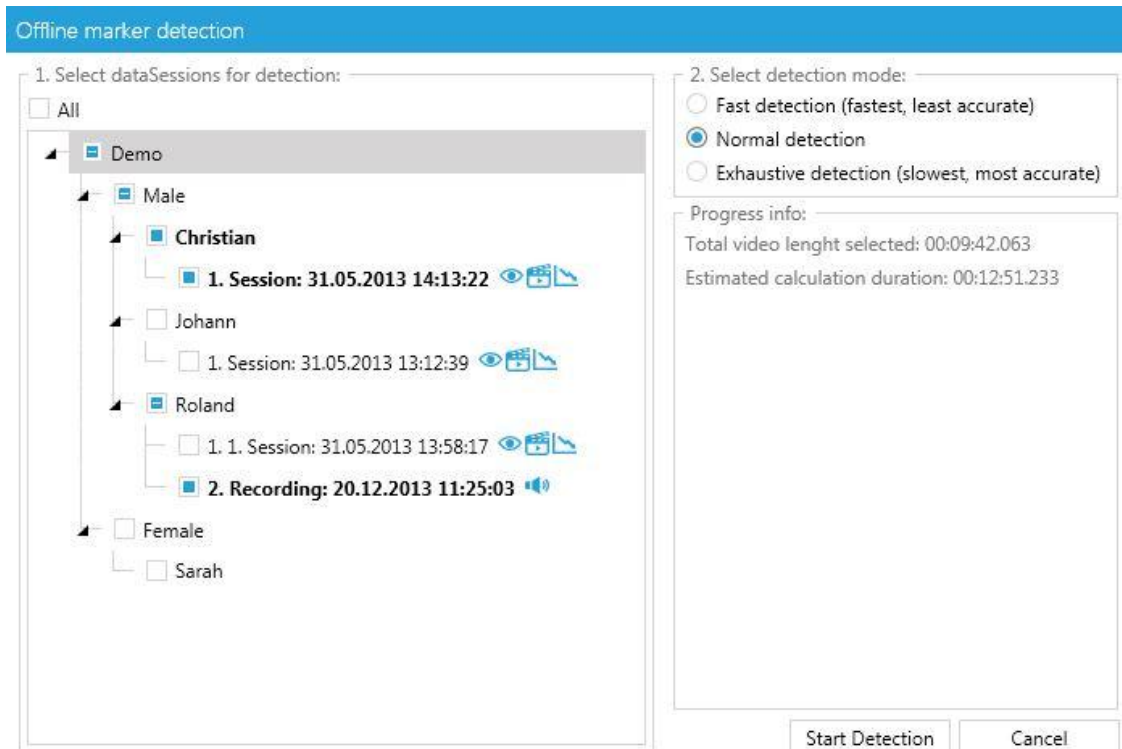 Offline marker detection
1. Select dataSessions for detection:
All
Demo
Male
Christian
1. Session: 31.05.2013 14:13:22
Johann
1. Session: 31.05.2013 13:12:39
Roland
1. 1. Session: 31.05.2013 13:58:17
2. Recording: 20.12.2013 11:25:03
Female
Sarah
2. Select detection mode:
Fast detection (fastest, least accurate)
Normal detection
Exhaustive detection (slowest, most accurate)
Progress info:
Total video lenght selected: 00:09:42.063
Estimated calculation duration: 00:12:51.233
Start Detection
Cancel